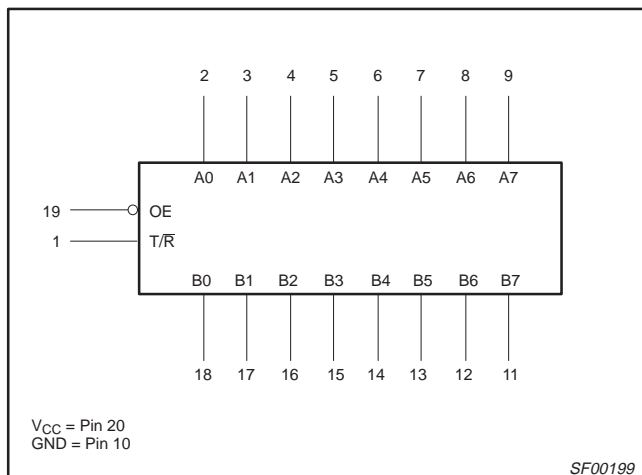 2 3 4 5 6 7 8 9
A0 A1 A2 A3 A4 A5 A6 A7
19 OE
1 T/R̅
B0 B1 B2 B3 B4 B5 B6 B7
18 17 16 15 14 13 12 11
VCC = Pin 20
GND = Pin 10
SF00199